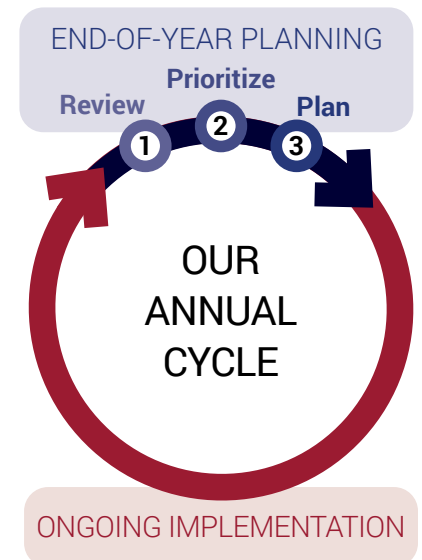 END-OF-YEAR PLANNING
Prioritize
Review
Plan
1
2
3
OUR
ANNUAL
CYCLE
ONGOING IMPLEMENTATION